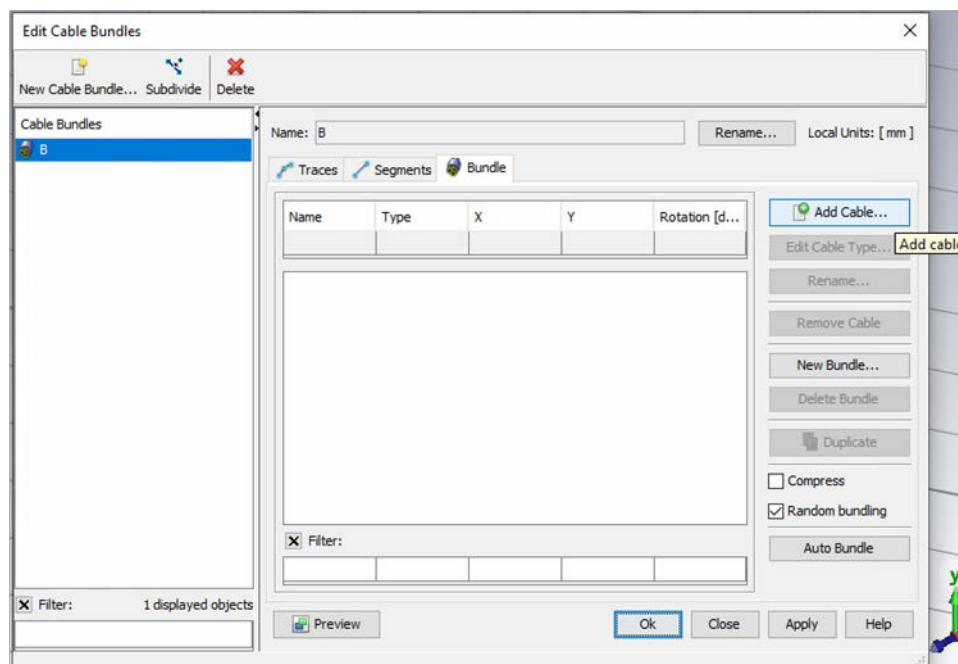 Edit Cable Bundles
New Cable Bundle... Subdivide Delete
Cable Bundles
B
Name: B Rename... Local Units: [ mm ]
Traces Segments Bundle
Name Type X Y Rotation [d...
Add Cable...
Edit Cable Type... Add cable
Rename...
Remove Cable
New Bundle...
Delete Bundle
Duplicate
Compress
Random bundling
Filter:
Auto Bundle
Filter: 1 displayed objects
Preview Ok Close Apply Help
y